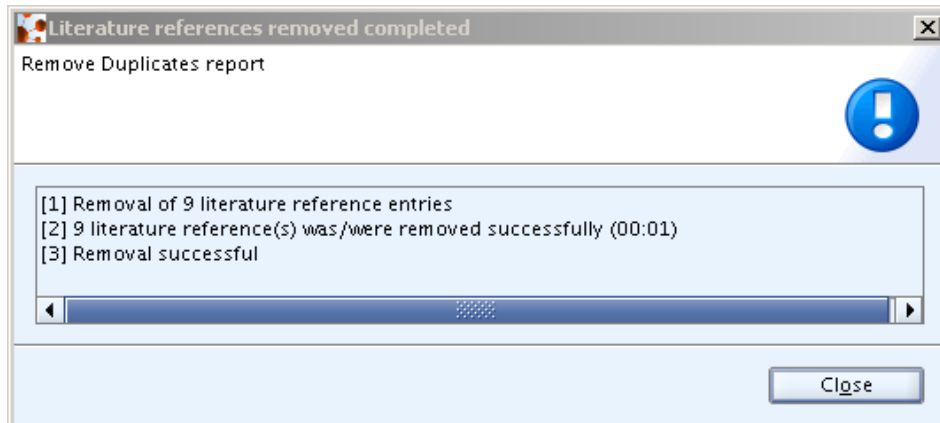 Literature references removed completed
Remove Duplicates report
[1] Removal of 9 literature reference entries
[2] 9 literature reference(s) was/were removed successfully (00:01)
[3] Removal successful
Close